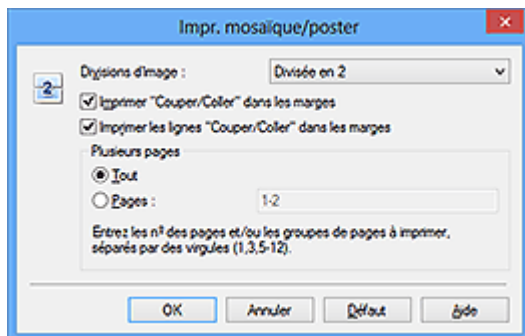 Impr. mosaïque/poster
Divisions d'image :
Divisée en 2
2
Imprimer "Couper/Coller" dans les marges
Imprimer les lignes "Couper/Coller" dans les marges
Plusieurs pages
Tout
Pages :
1-2
Entrez les nº des pages et/ou les groupes de pages à imprimer,
séparés par des virgules (1,3,5-12).
OK
Annuler
Défaut
Aide